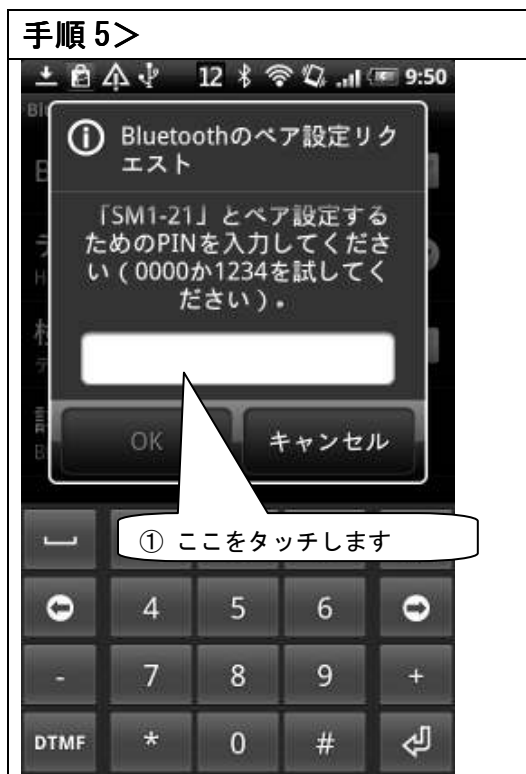 手順5>
12 9:50
Bluetoothのペア設定リク
エスト
「SM1-21」とペア設定する
ためのPINを入力してくださ
い(0000か1234を試してく
ださい)。
OK キャンセル
① ここをタッチします
4 5 6
- 7 8 9 +
DTMF * 0 #